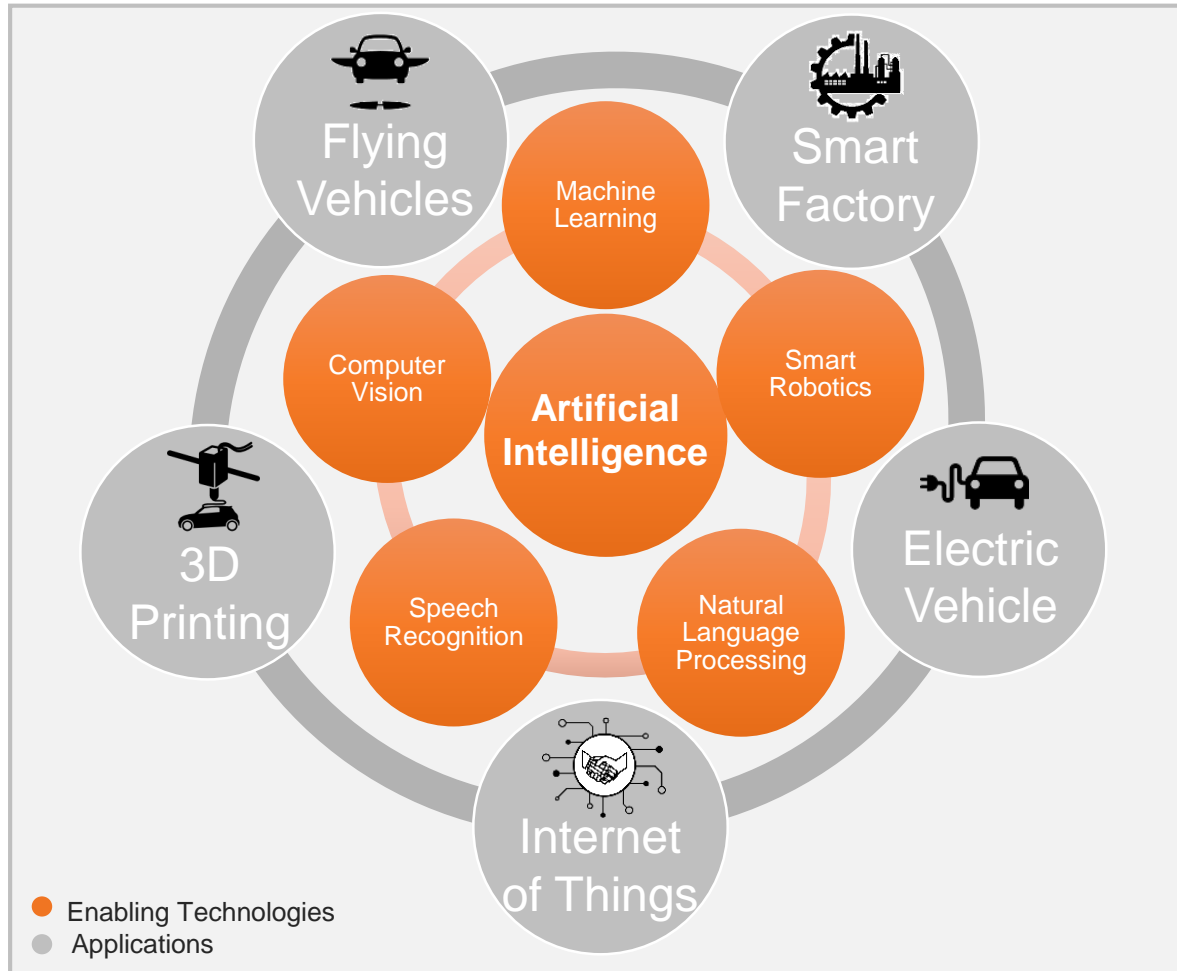 Flying
Vehicles
Smart
Factory
Machine
Learning
Computer
Vision
Smart
Robotics
Artificial
Intelligence
3D
Printing
Electric
Vehicle
Speech
Recognition
Natural
Language
Processing
Internet
of Things
Enabling Technologies
Applications